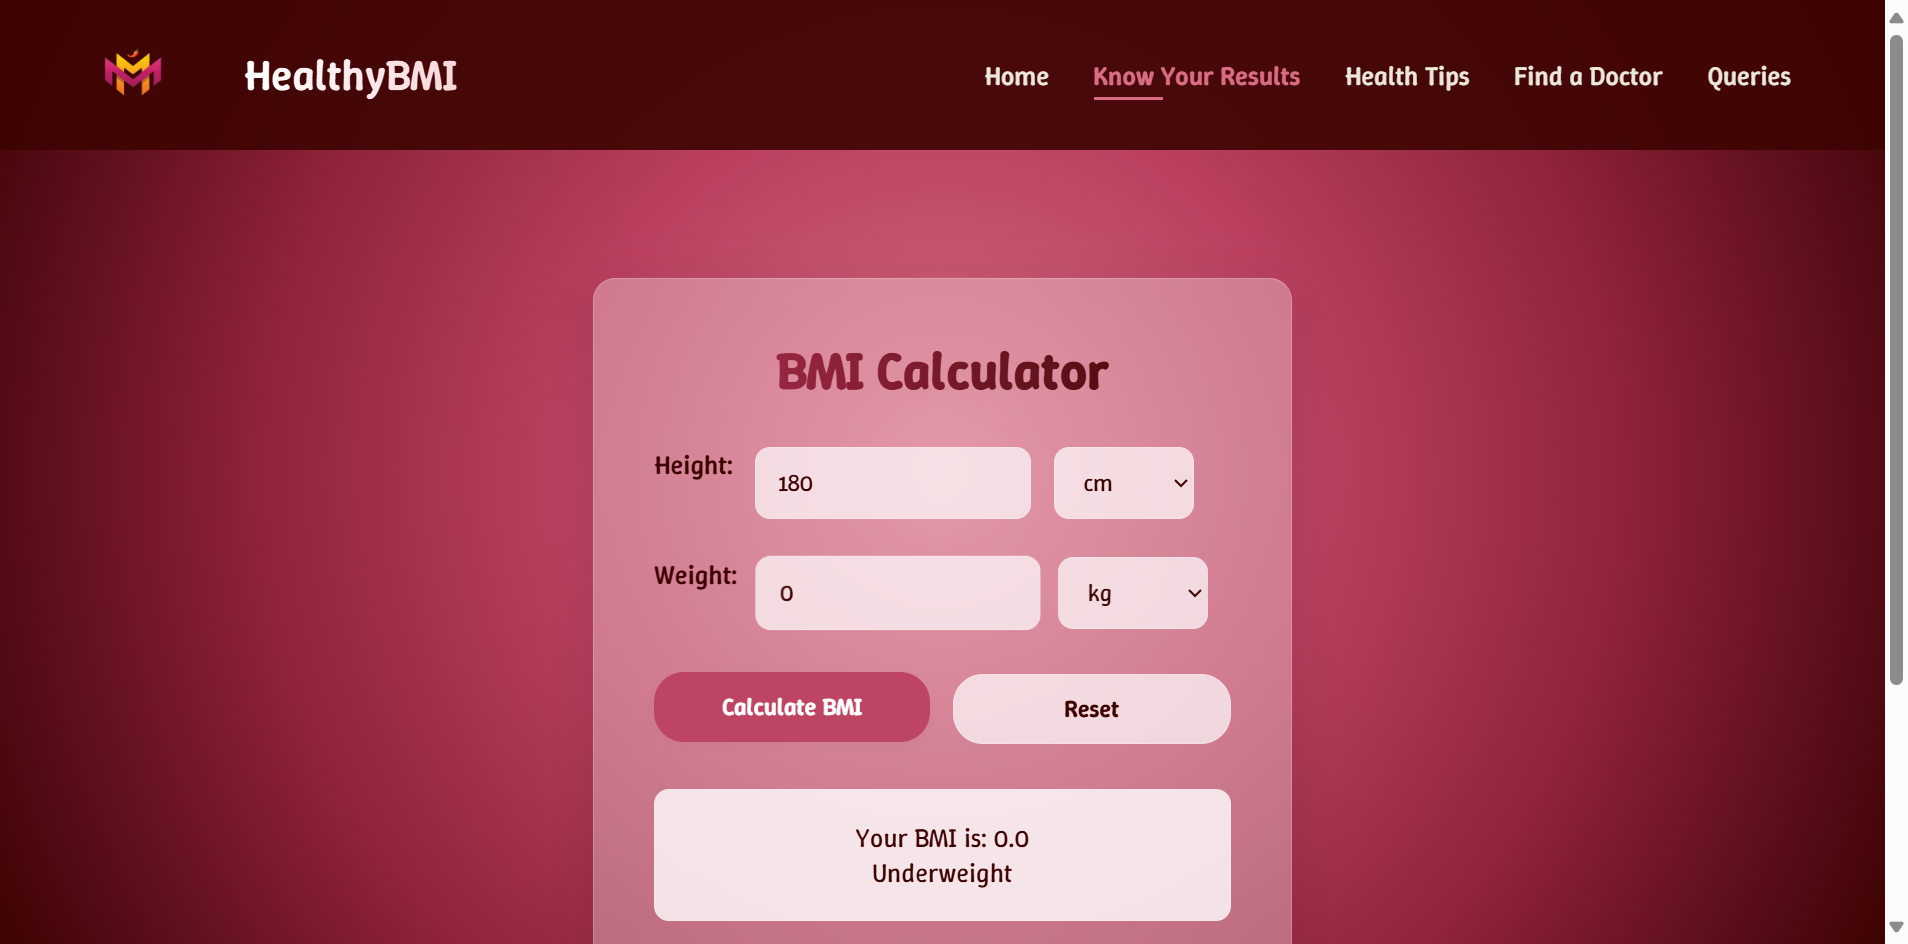 HealthyBMI
Home Know Your Results Health Tips Find a Doctor Queries
BMI Calculator
Height: 180 cm
Weight: 0 kg
Calculate BMI Reset
Your BMI is: 0.0
Underweight